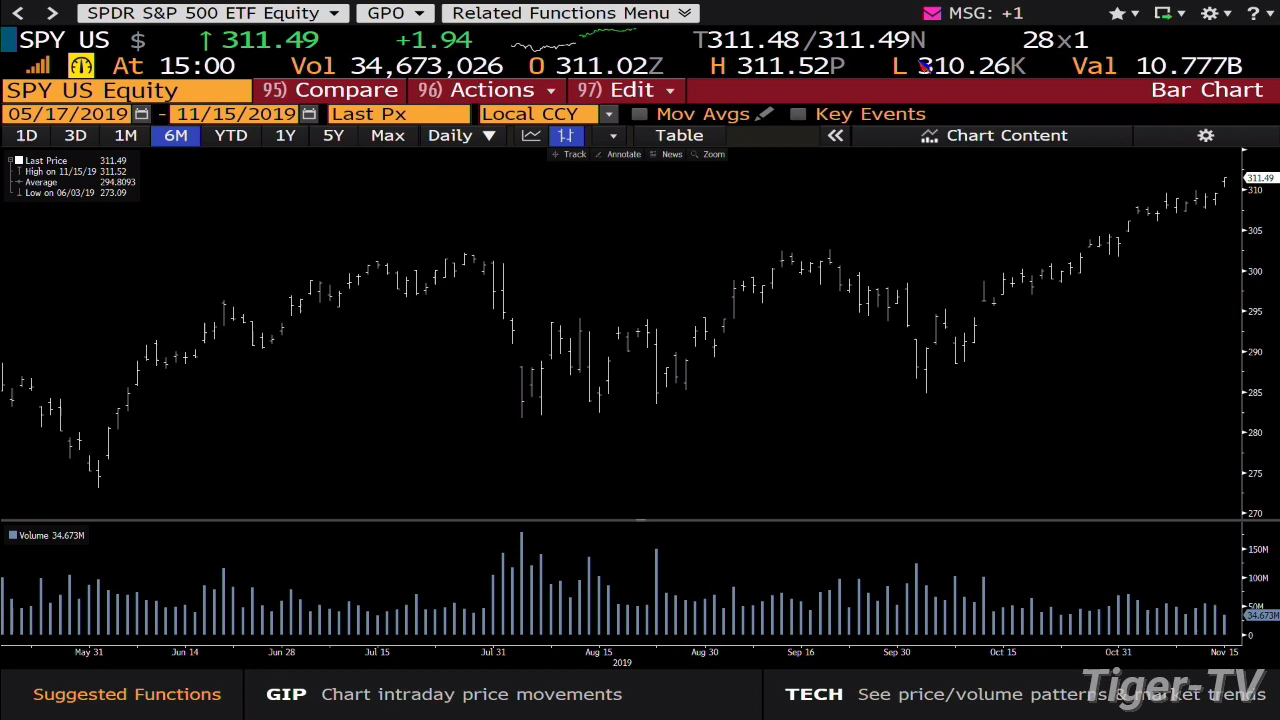 < > SPDR S&P 500 ETF Equity GPO Related Functions Menu MSG: +1 ?
SPY US $ ↑ 311.49 +1.94 T311.48/311.49N 28x1
At 15:00 Vol 34,673,026 O 311.02Z H 311.52P L 310.26K Val 10.777B
SPY US Equity 95) Compare 96) Actions 97) Edit Bar Chart
05/17/2019 - 11/15/2019 Last Px Local CCY Mov Avgs Key Events
1D 3D 1M 6M YTD 1Y 5Y Max Daily ▼ Table « Chart Content
Track Annotate News Zoom
Last Price 311.49
High on 11/15/19 311.52
Average 294.8093
Low on 06/03/19 273.09
311.49
310
305
300
295
290
285
280
275
270
Volume 34.673M
150M
100M
50M
34.673M
0
May 31 Jun 14 Jun 28 Jul 15 Jul 31 Aug 15 Aug 30 Sep 16 Sep 30 Oct 15 Oct 31 Nov 15
2019
Suggested Functions GIP Chart intraday price movements TECH See price/volume patterns & market trends
Tiger-TV